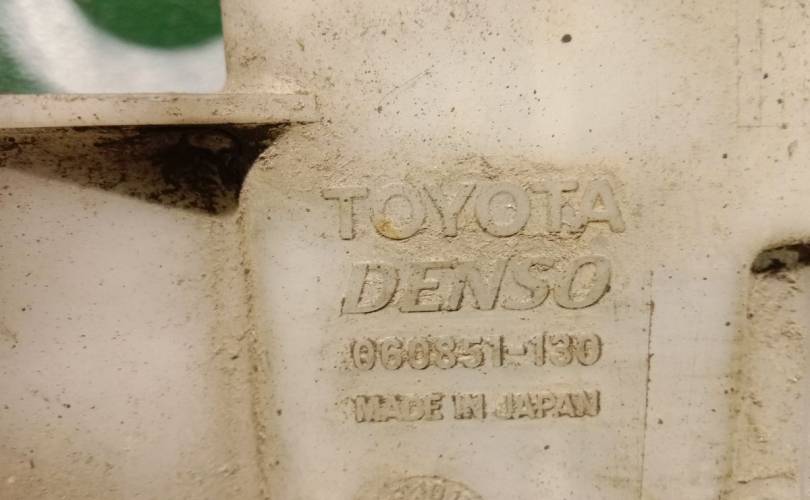 TOYOTA
DENSO
060851-130
MADE IN JAPAN